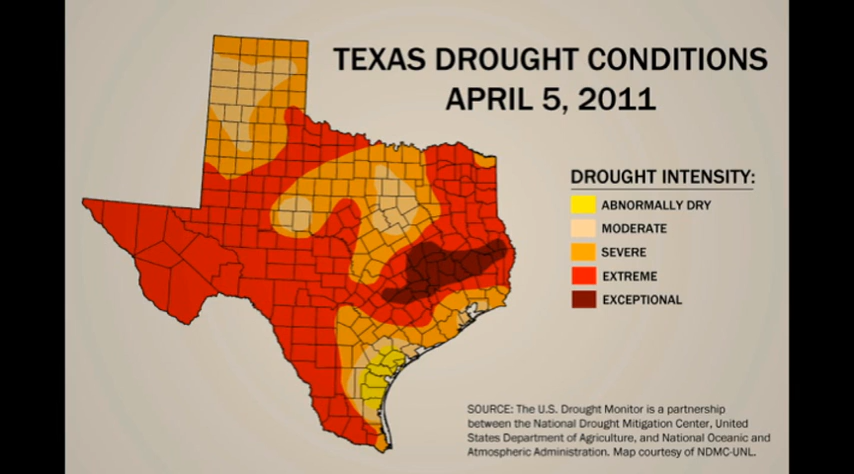 TEXAS DROUGHT CONDITIONS
APRIL 5, 2011
DROUGHT INTENSITY:
ABNORMALLY DRY
MODERATE
SEVERE
EXTREME
EXCEPTIONAL
SOURCE: The U.S. Drought Monitor is a partnership
between the National Drought Mitigation Center, United
States Department of Agriculture, and National Oceanic and
Atmospheric Administration. Map courtesy of NDMC-UNL.